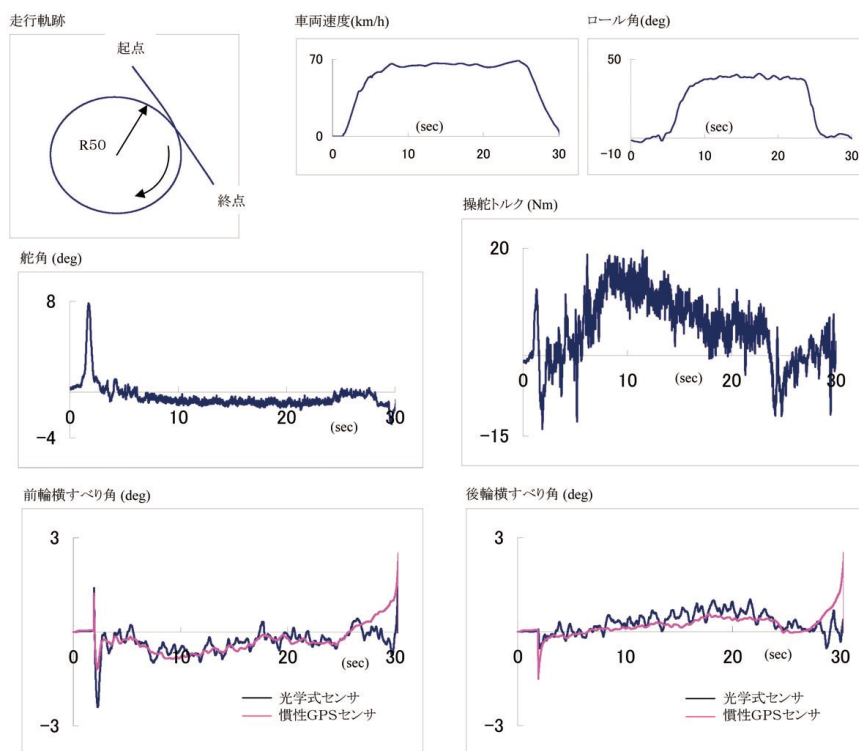 走行軌跡
起点
R50
終点
車両速度(km/h)
70
0
(sec)
0 10 20 30
ロール角(deg)
50
(sec)
-10
0 10 20 30
舵角 (deg)
8
0 10 20 30
(sec)
-4
操舵トルク (Nm)
20
0 10 20 30
(sec)
-15
前輪横すべり角 (deg)
3
0 10 20 30
(sec)
光学式センサ
慣性GPSセンサ
-3
後輪横すべり角 (deg)
3
0 10 20 30
(sec)
光学式センサ
慣性GPSセンサ
-3